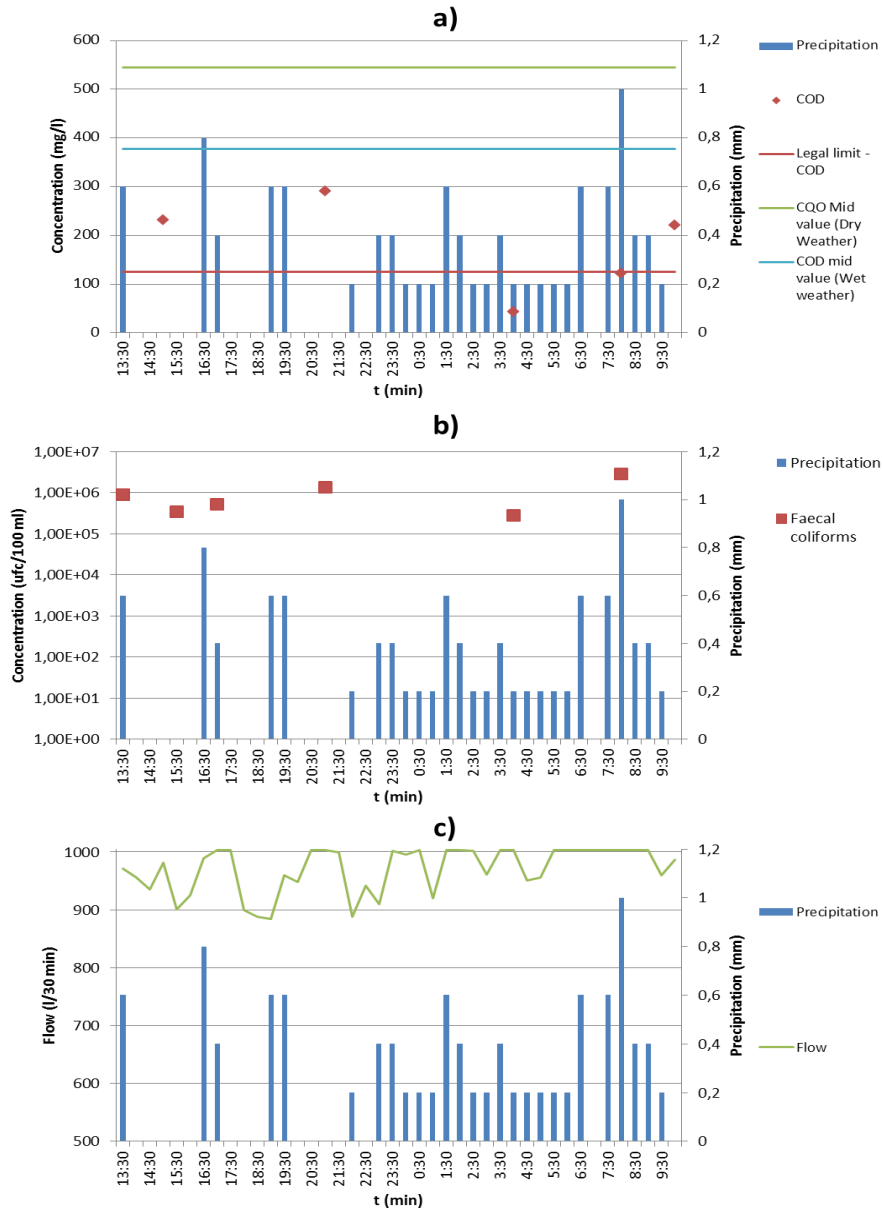 a)
600
500
400
300
200
100
0
Concentration (mg/l)
1,2
1
0,8
0,6
0,4
0,2
0
Precipitation (mm)
13:30
14:30
15:30
16:30
17:30
18:30
19:30
20:30
21:30
22:30
23:30
0:30
1:30
2:30
3:30
4:30
5:30
6:30
7:30
8:30
9:30
t (min)
Precipitation
COD
Legal limit -
COD
CQO Mid
value (Dry
Weather)
COD mid
value (Wet
weather)
b)
1,00E+07
1,00E+06
1,00E+05
1,00E+04
1,00E+03
1,00E+02
1,00E+01
1,00E+00
Concentration (ufc/100 ml)
1,2
1
0,8
0,6
0,4
0,2
0
Precipitation (mm)
13:30
14:30
15:30
16:30
17:30
18:30
19:30
20:30
21:30
22:30
23:30
0:30
1:30
2:30
3:30
4:30
5:30
6:30
7:30
8:30
9:30
t (min)
Precipitation
Faecal
coliforms
c)
1000
900
800
700
600
500
Flow (l/30 min)
1,2
1
0,8
0,6
0,4
0,2
0
Precipitation (mm)
13:30
14:30
15:30
16:30
17:30
18:30
19:30
20:30
21:30
22:30
23:30
0:30
1:30
2:30
3:30
4:30
5:30
6:30
7:30
8:30
9:30
t (min)
Precipitation
Flow